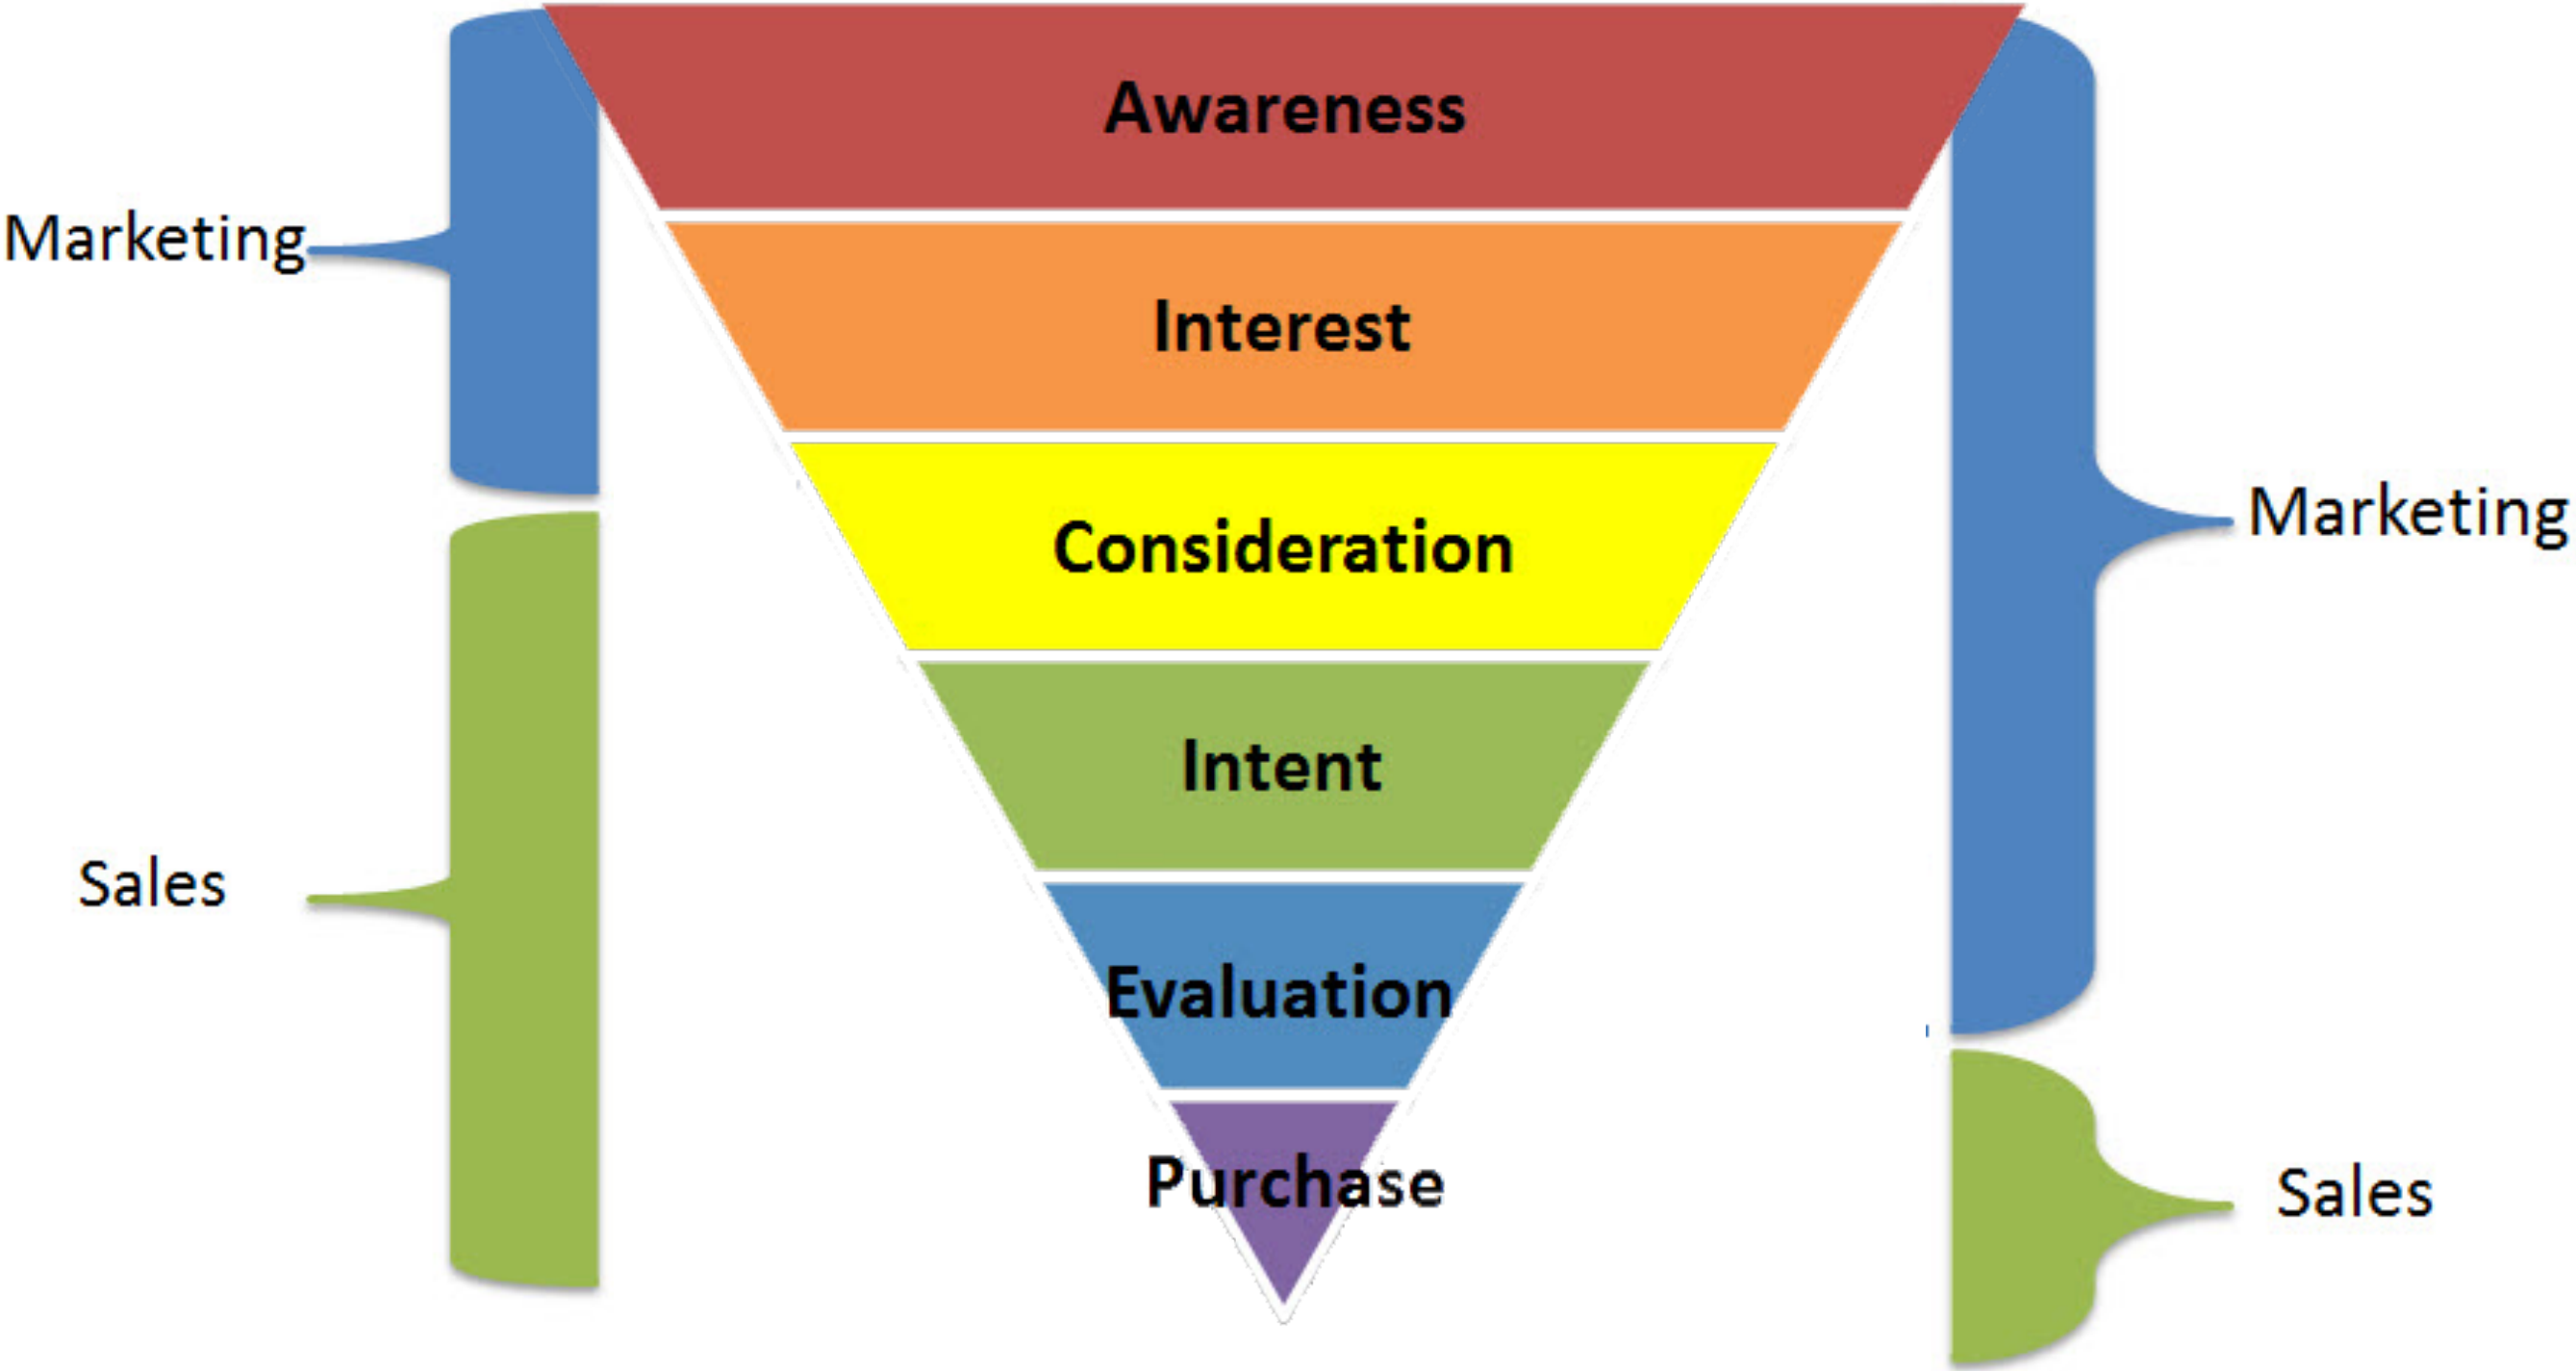 Awareness
Marketing
Interest
Marketing
Consideration
Intent
Sales
Evaluation
Purchase
Sales